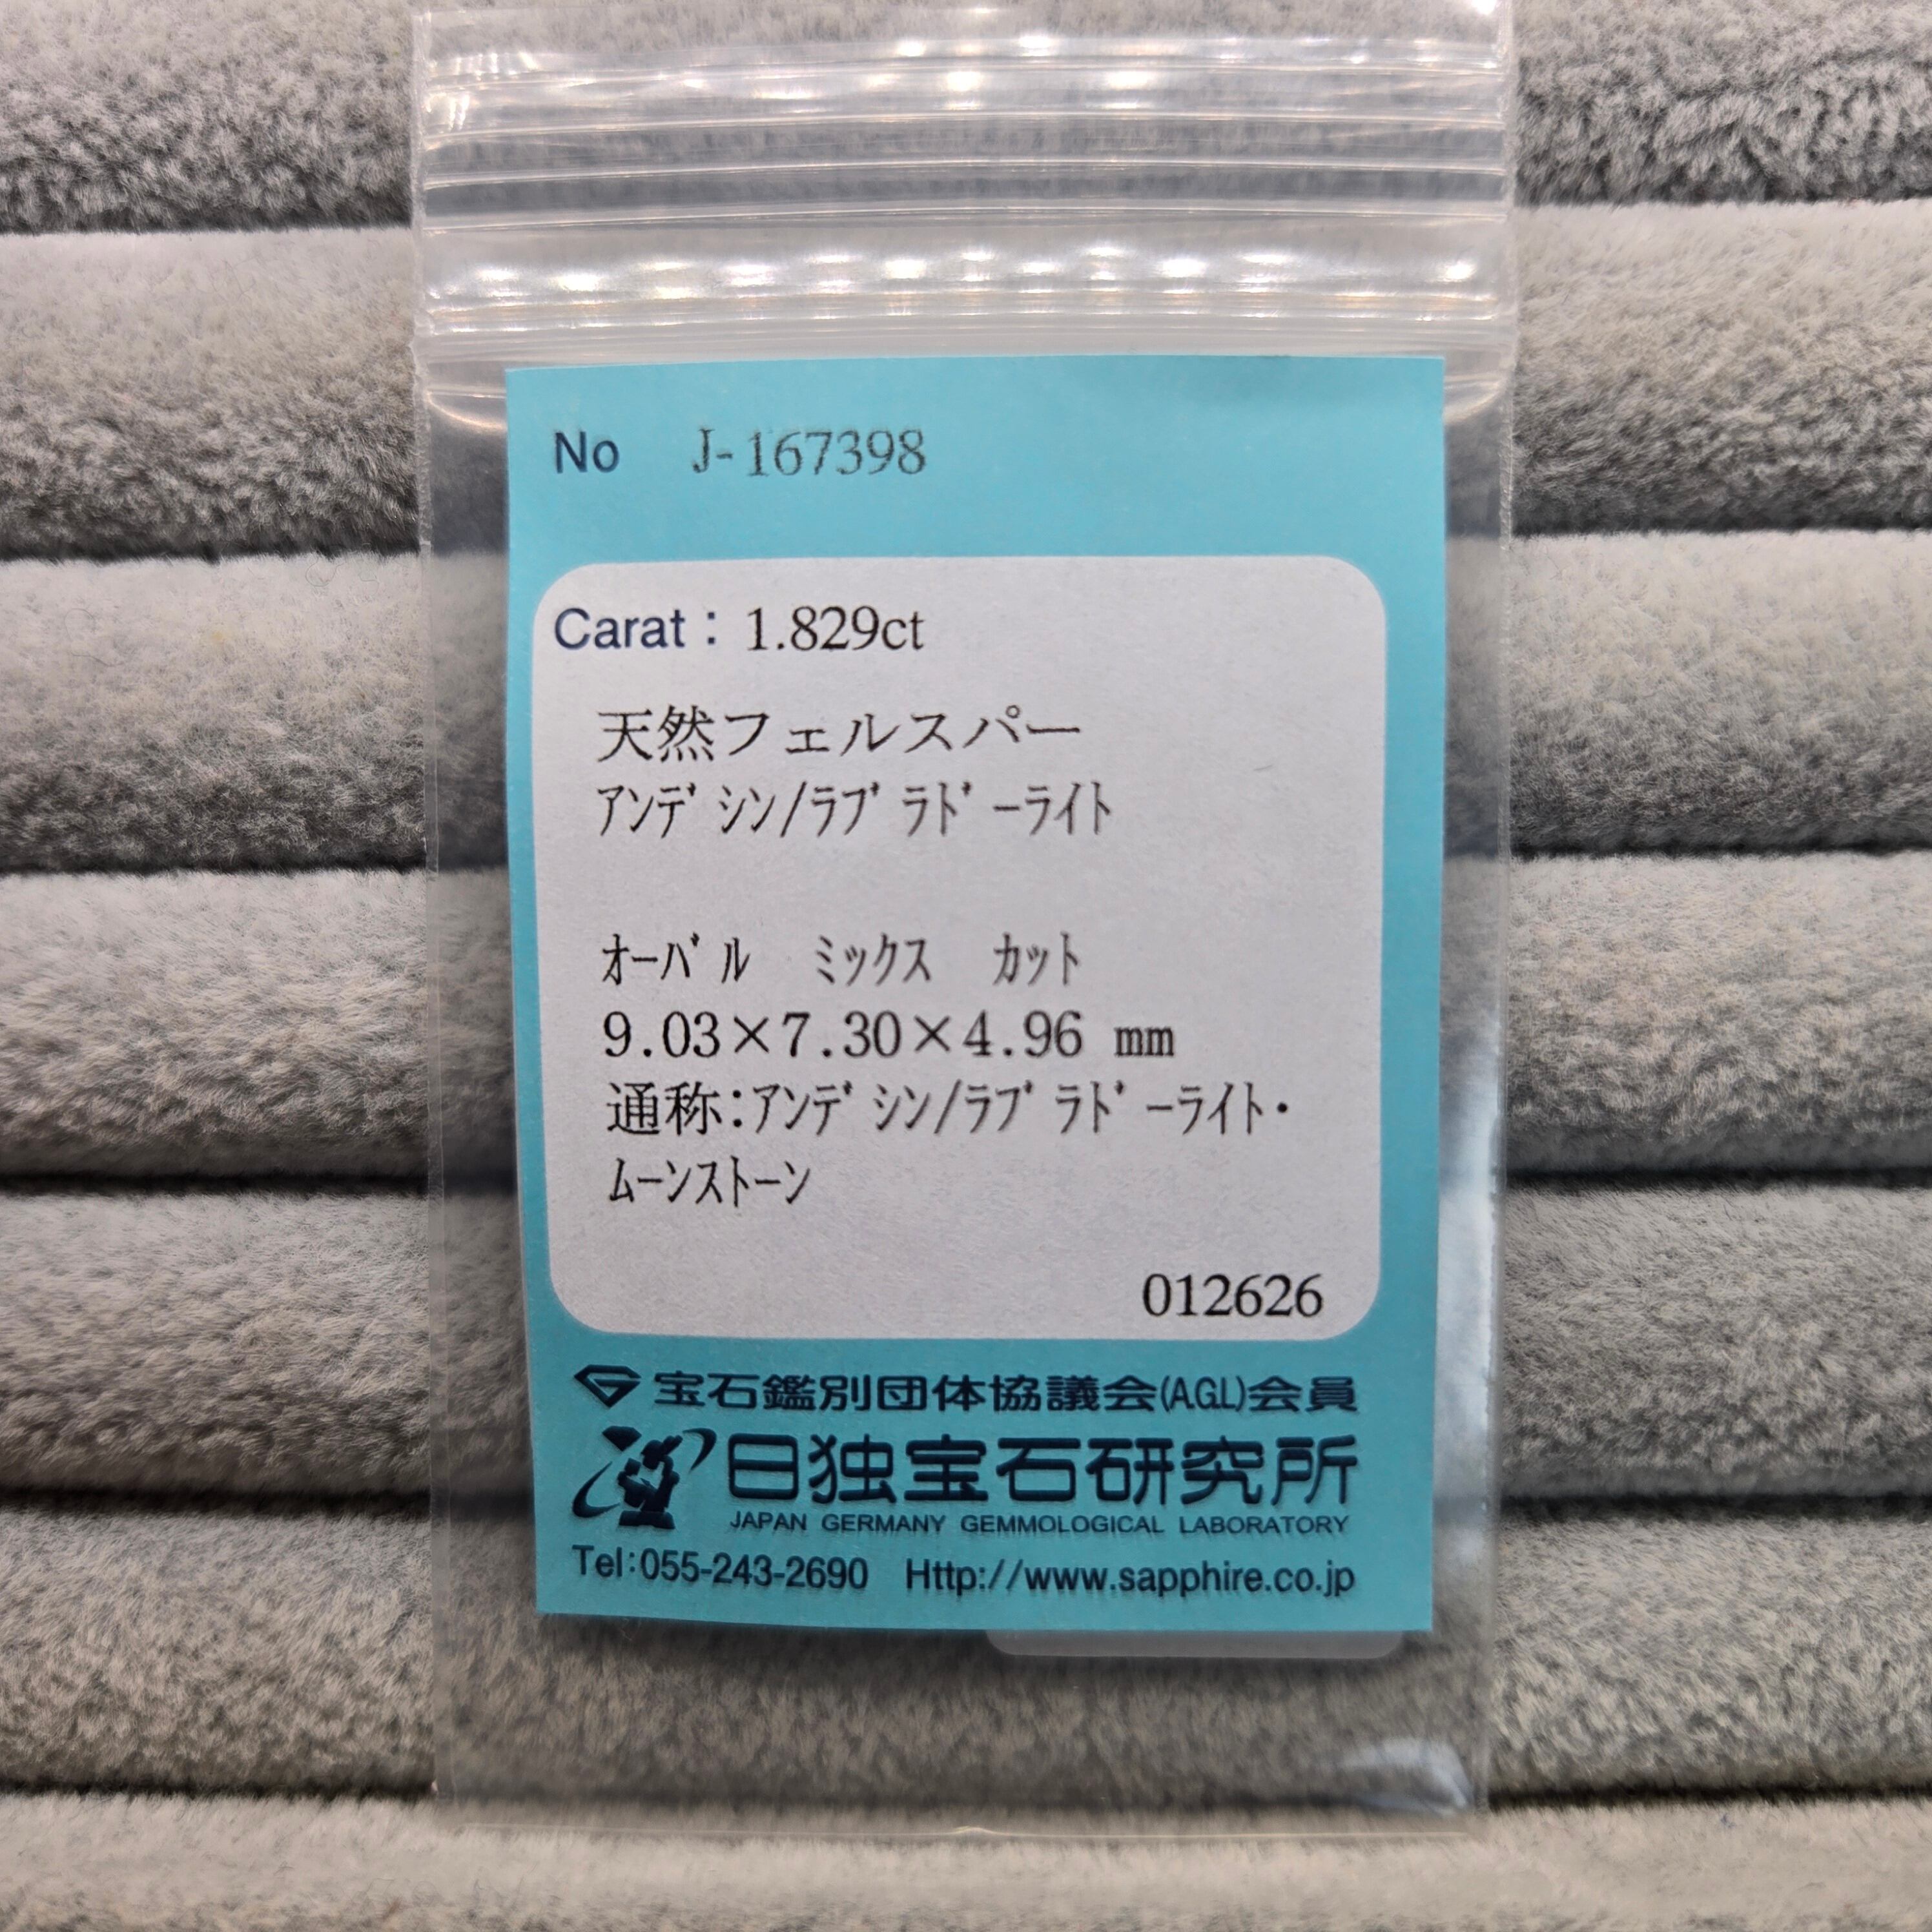 No J-167398
Carat : 1.829ct
天然フェルスパー
ｱﾝﾃﾞｼﾝ/ﾗﾌﾞﾗﾄﾞｰﾗｲﾄ
ｵｰﾊﾞﾙ ﾐｯｸｽ ｶｯﾄ
9.03×7.30×4.96 mm
通称:ｱﾝﾃﾞｼﾝ/ﾗﾌﾞﾗﾄﾞｰﾗｲﾄ･
ﾑｰﾝｽﾄｰﾝ
012626
宝石鑑別団体協議会(AGL)会員
日独宝石研究所
JAPAN GERMANY GEMMOLOGICAL LABORATORY
Tel:055-243-2690 Http://www.sapphire.co.jp